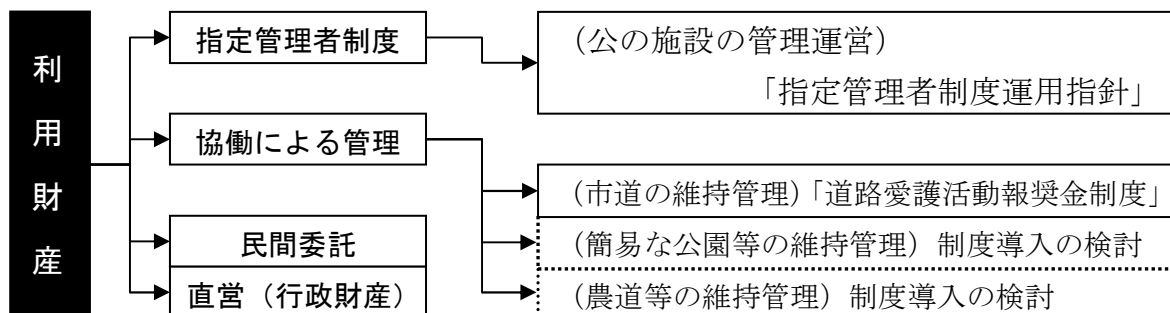 利用財産
指定管理者制度
（公の施設の管理運営）
「指定管理者制度運用指針」
協働による管理
（市道の維持管理）「道路愛護活動報奨金制度」
民間委託
（簡易な公園等の維持管理）制度導入の検討
直営（行政財産）
（農道等の維持管理）制度導入の検討